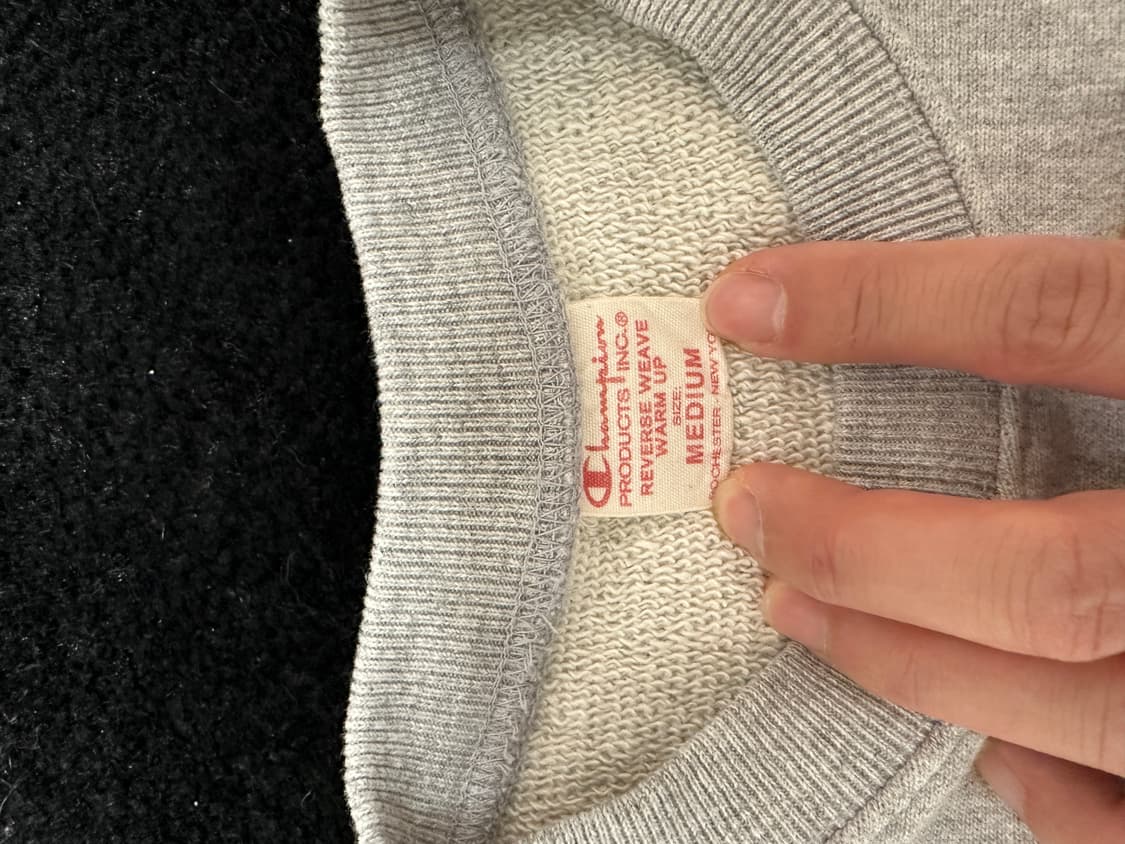 Champion
PRODUCTS INC.®
REVERSE WEAVE
WARM UP
SIZE:
MEDIUM
NEW